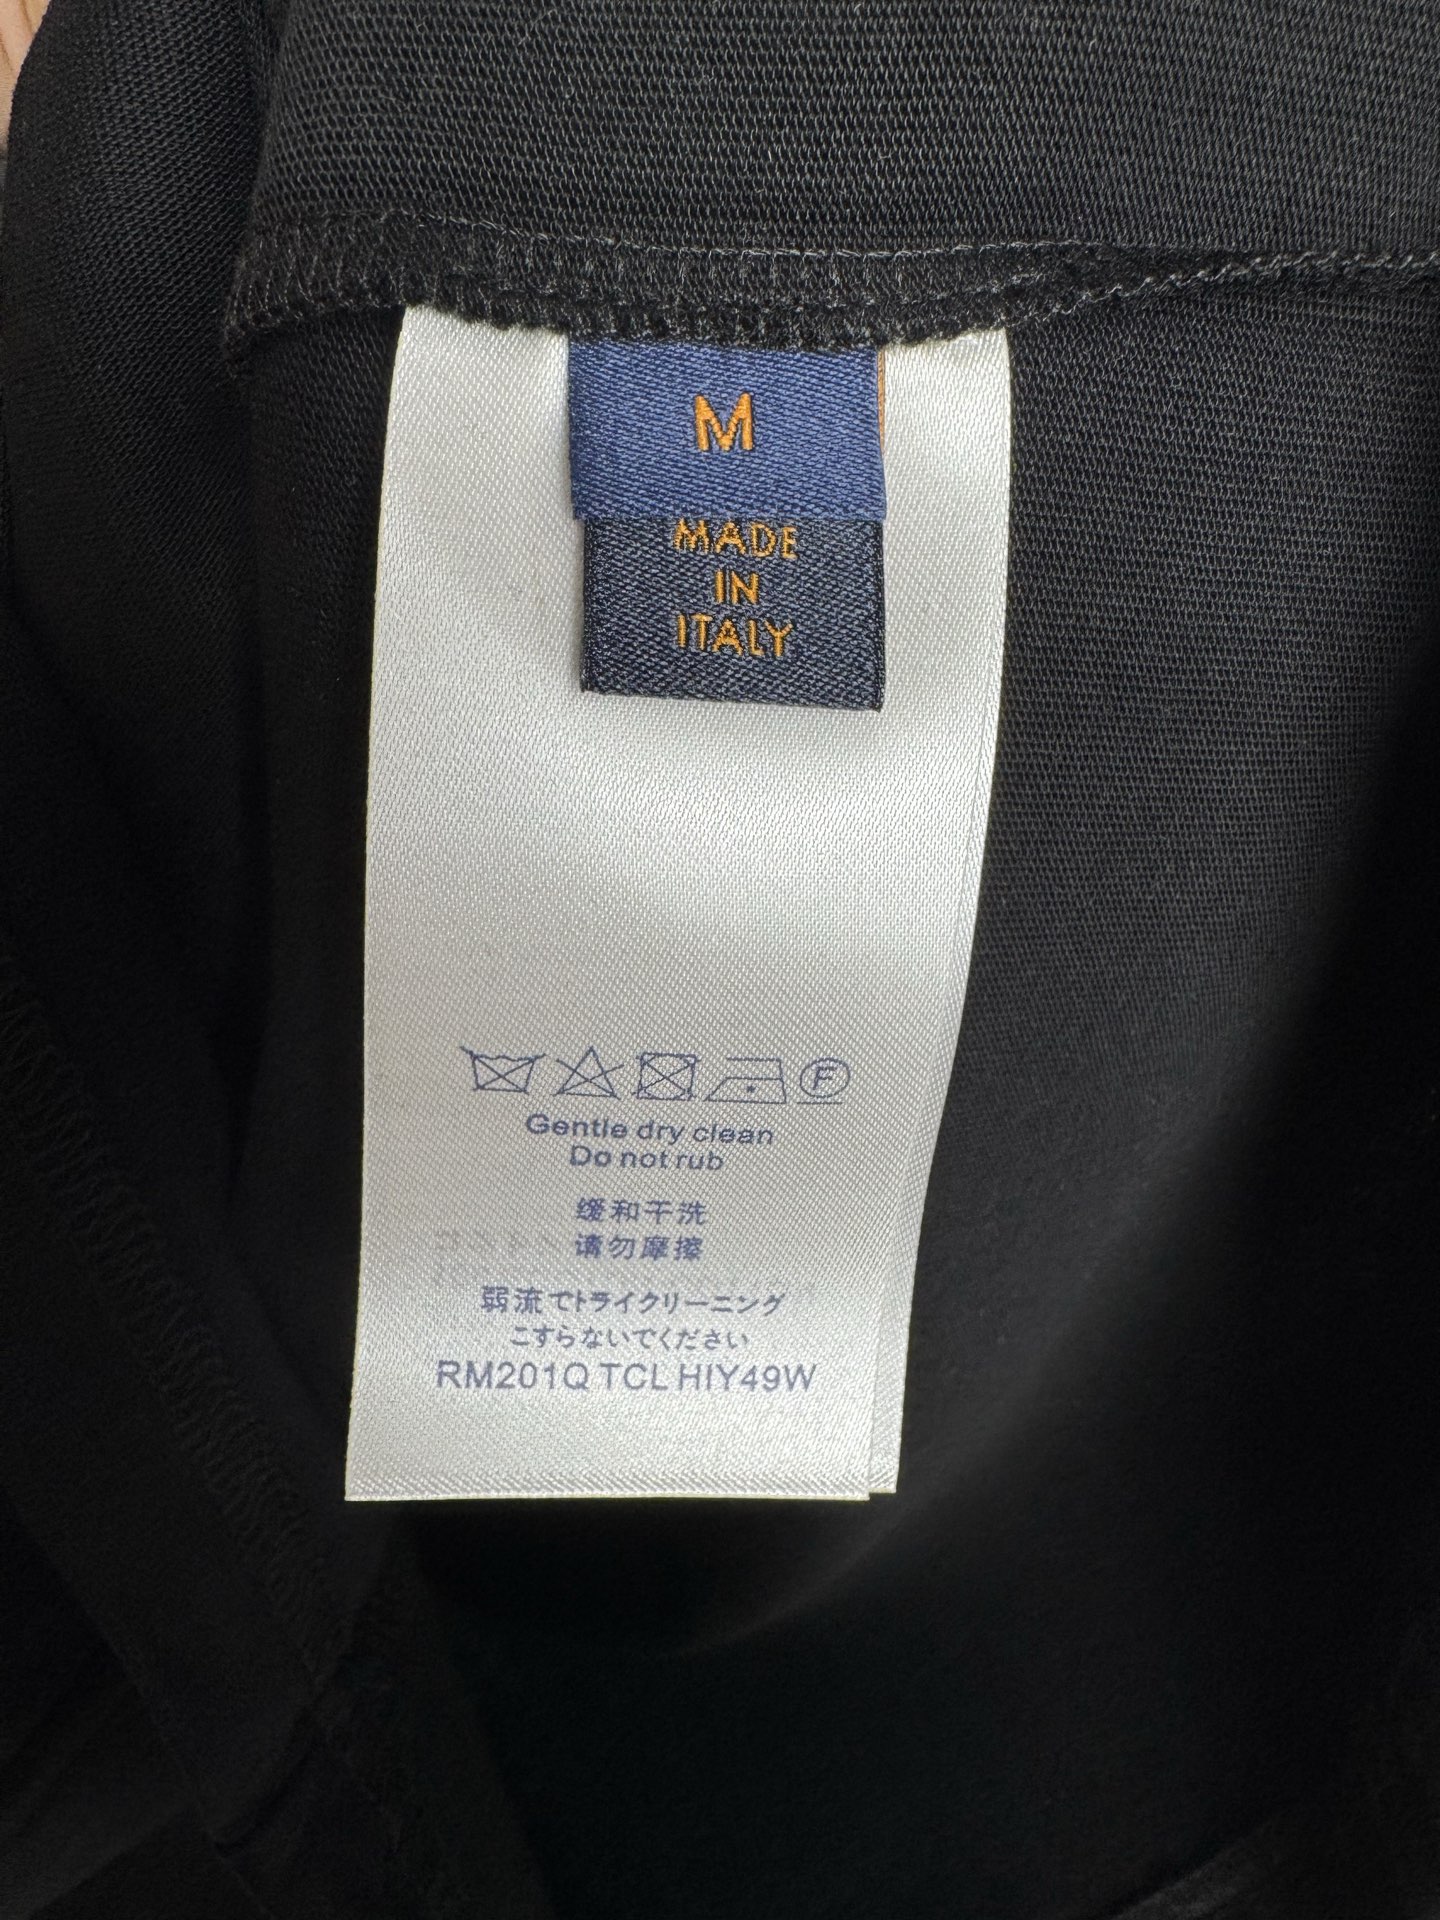 M
MADE
IN
ITALY
F
Gentle dry clean
Do not rub
缓和干洗
请勿摩擦
弱流でトライクリーニング
こすらないでください
RM201Q TCL HIY49W